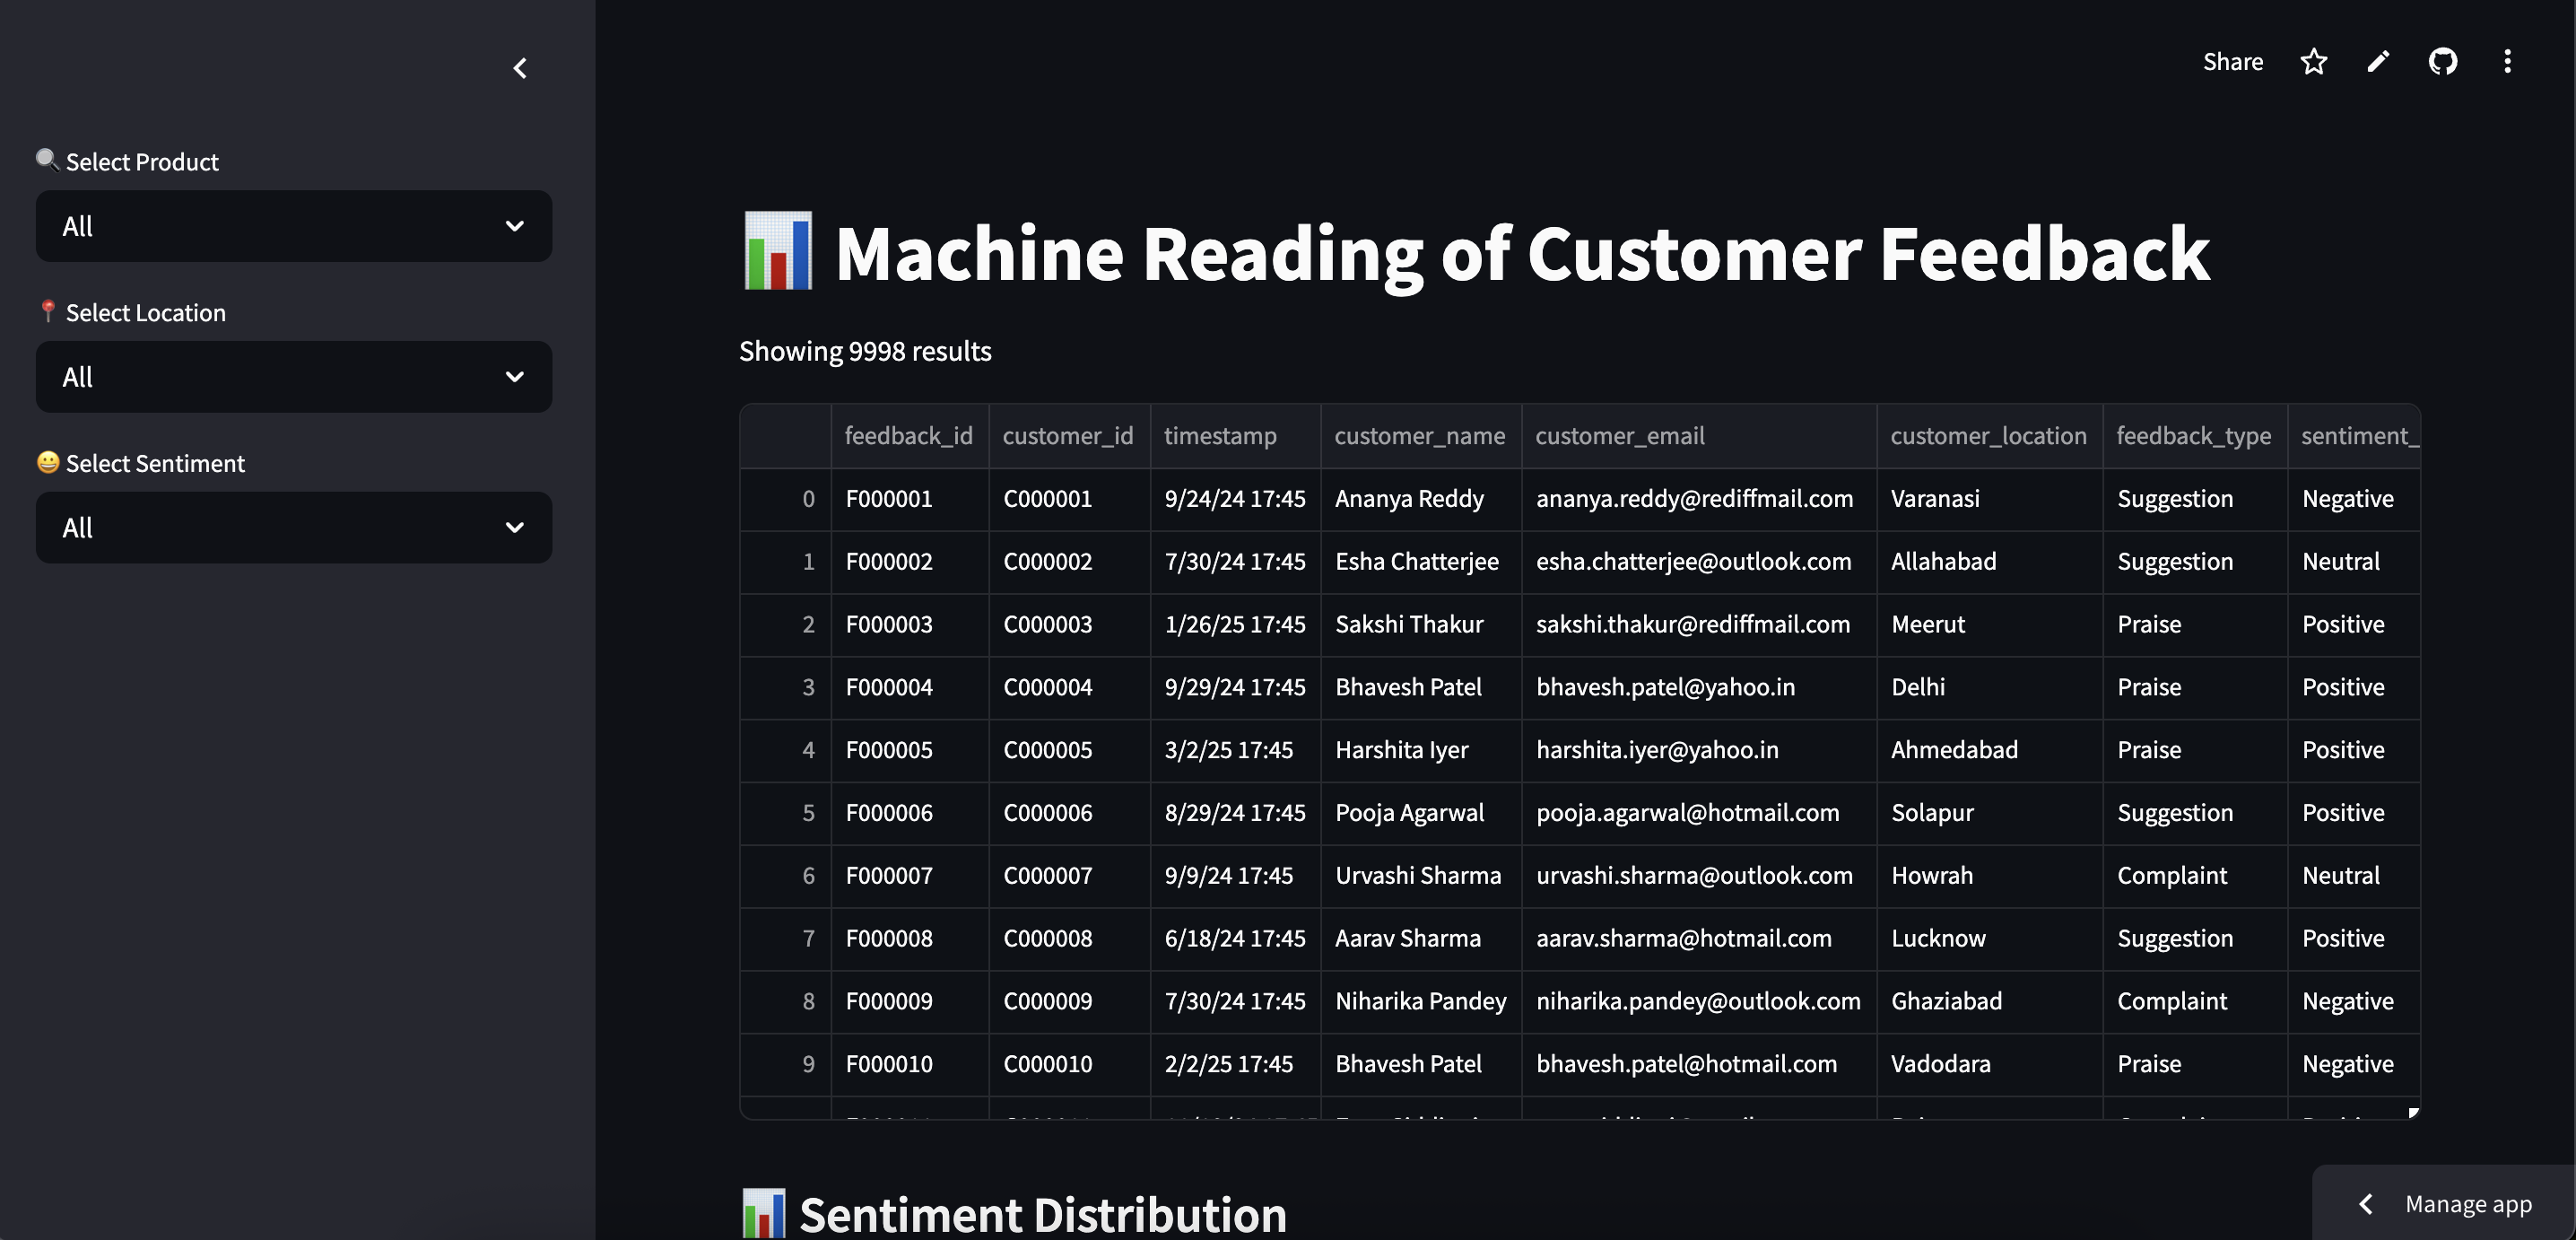 Share
Select Product
All
Select Location
All
Select Sentiment
All
Machine Reading of Customer Feedback
Showing 9998 results
feedback_id customer_id timestamp customer_name customer_email customer_location feedback_type sentiment_
0 F000001 C000001 9/24/24 17:45 Ananya Reddy ananya.reddy@rediffmail.com Varanasi Suggestion Negative
1 F000002 C000002 7/30/24 17:45 Esha Chatterjee esha.chatterjee@outlook.com Allahabad Suggestion Neutral
2 F000003 C000003 1/26/25 17:45 Sakshi Thakur sakshi.thakur@rediffmail.com Meerut Praise Positive
3 F000004 C000004 9/29/24 17:45 Bhavesh Patel bhavesh.patel@yahoo.in Delhi Praise Positive
4 F000005 C000005 3/2/25 17:45 Harshita Iyer harshita.iyer@yahoo.in Ahmedabad Praise Positive
5 F000006 C000006 8/29/24 17:45 Pooja Agarwal pooja.agarwal@hotmail.com Solapur Suggestion Positive
6 F000007 C000007 9/9/24 17:45 Urvashi Sharma urvashi.sharma@outlook.com Howrah Complaint Neutral
7 F000008 C000008 6/18/24 17:45 Aarav Sharma aarav.sharma@hotmail.com Lucknow Suggestion Positive
8 F000009 C000009 7/30/24 17:45 Niharika Pandey niharika.pandey@outlook.com Ghaziabad Complaint Negative
9 F000010 C000010 2/2/25 17:45 Bhavesh Patel bhavesh.patel@hotmail.com Vadodara Praise Negative
Sentiment Distribution
Manage app